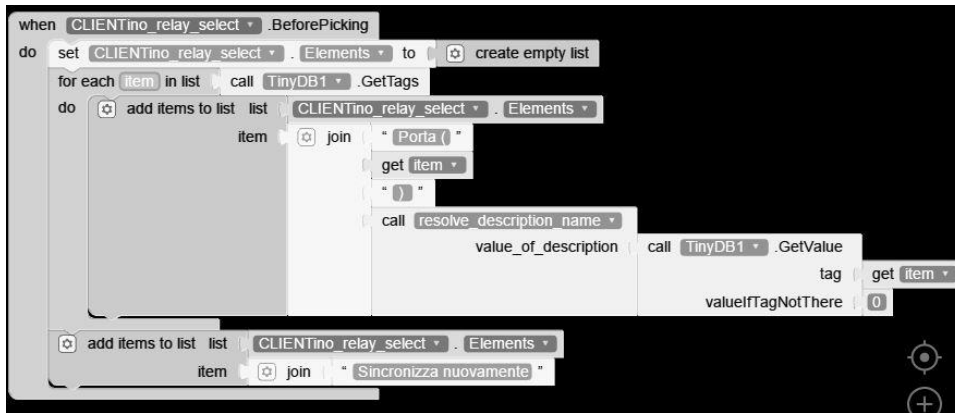 when CLIENTino_relay_select .BeforePicking
do set CLIENTino_relay_select . Elements to create empty list
for each item in list call TinyDB1 .GetTags
do add items to list list CLIENTino_relay_select . Elements
item join " Porta ( "
get item
" ) "
call resolve_description_name
value_of_description call TinyDB1 .GetValue
tag get item
valueIfTagNotThere 0
add items to list list CLIENTino_relay_select . Elements
item join " Sincronizza nuovamente "